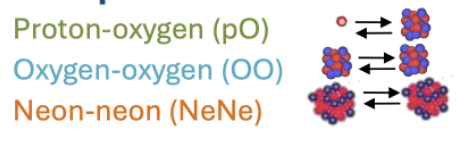 Proton-oxygen (pO)
Oxygen-oxygen (OO)
Neon-neon (NeNe)